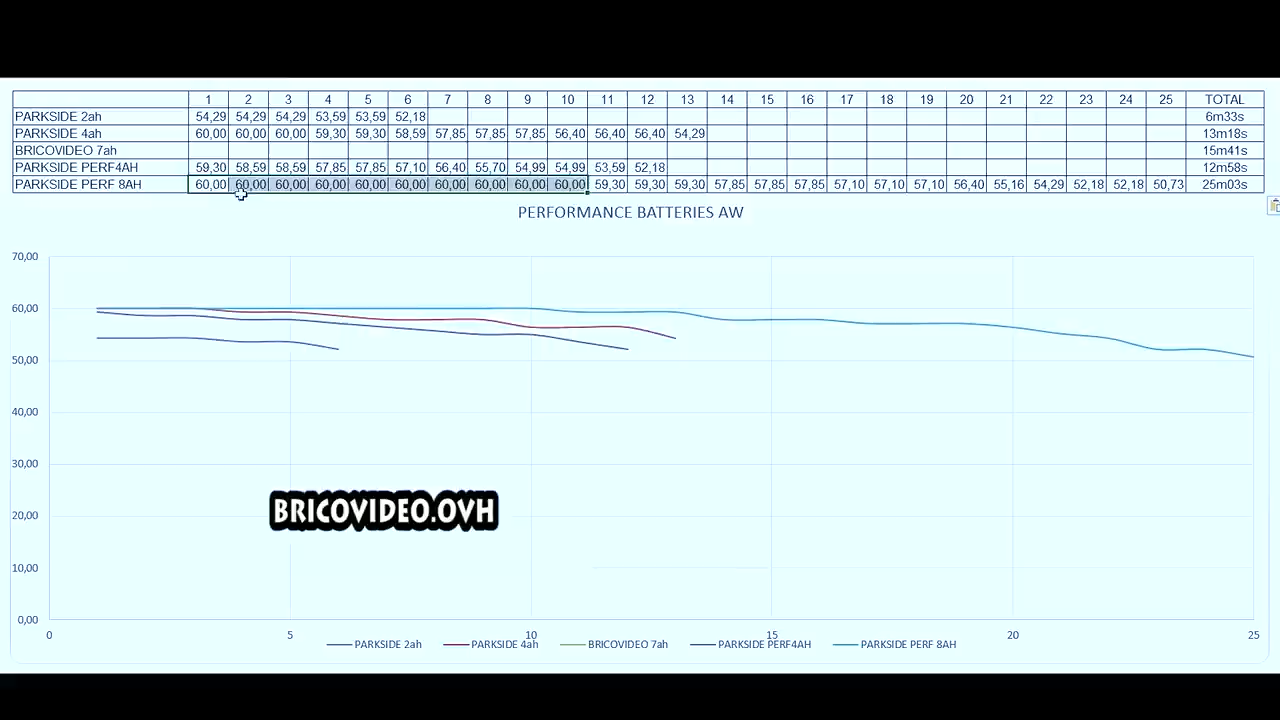 1 2 3 4 5 6 7 8 9 10 11 12 13 14 15 16 17 18 19 20 21 22 23 24 25 TOTAL
PARKSIDE 2ah 54,29 54,29 54,29 53,59 53,59 52,18 6m33s
PARKSIDE 4ah 60,00 60,00 60,00 59,30 59,30 58,59 57,85 57,85 57,85 56,40 56,40 56,40 54,29 13m18s
BRICOVIDEO 7ah 15m41s
PARKSIDE PERF4AH 59,30 58,59 58,59 57,85 57,85 57,10 56,40 55,70 54,99 54,99 53,59 52,18 12m58s
PARKSIDE PERF 8AH 60,00 60,00 60,00 60,00 60,00 60,00 60,00 60,00 60,00 60,00 59,30 59,30 59,30 57,85 57,85 57,85 57,10 57,10 57,10 56,40 55,16 54,29 52,18 52,18 50,73 25m03s
PERFORMANCE BATTERIES AW
70,00
60,00
50,00
40,00
30,00
20,00
10,00
0,00
BRICOVIDEO.OVH
0 5 10 15 20 25
PARKSIDE 2ah PARKSIDE 4ah BRICOVIDEO 7ah PARKSIDE PERF4AH PARKSIDE PERF 8AH